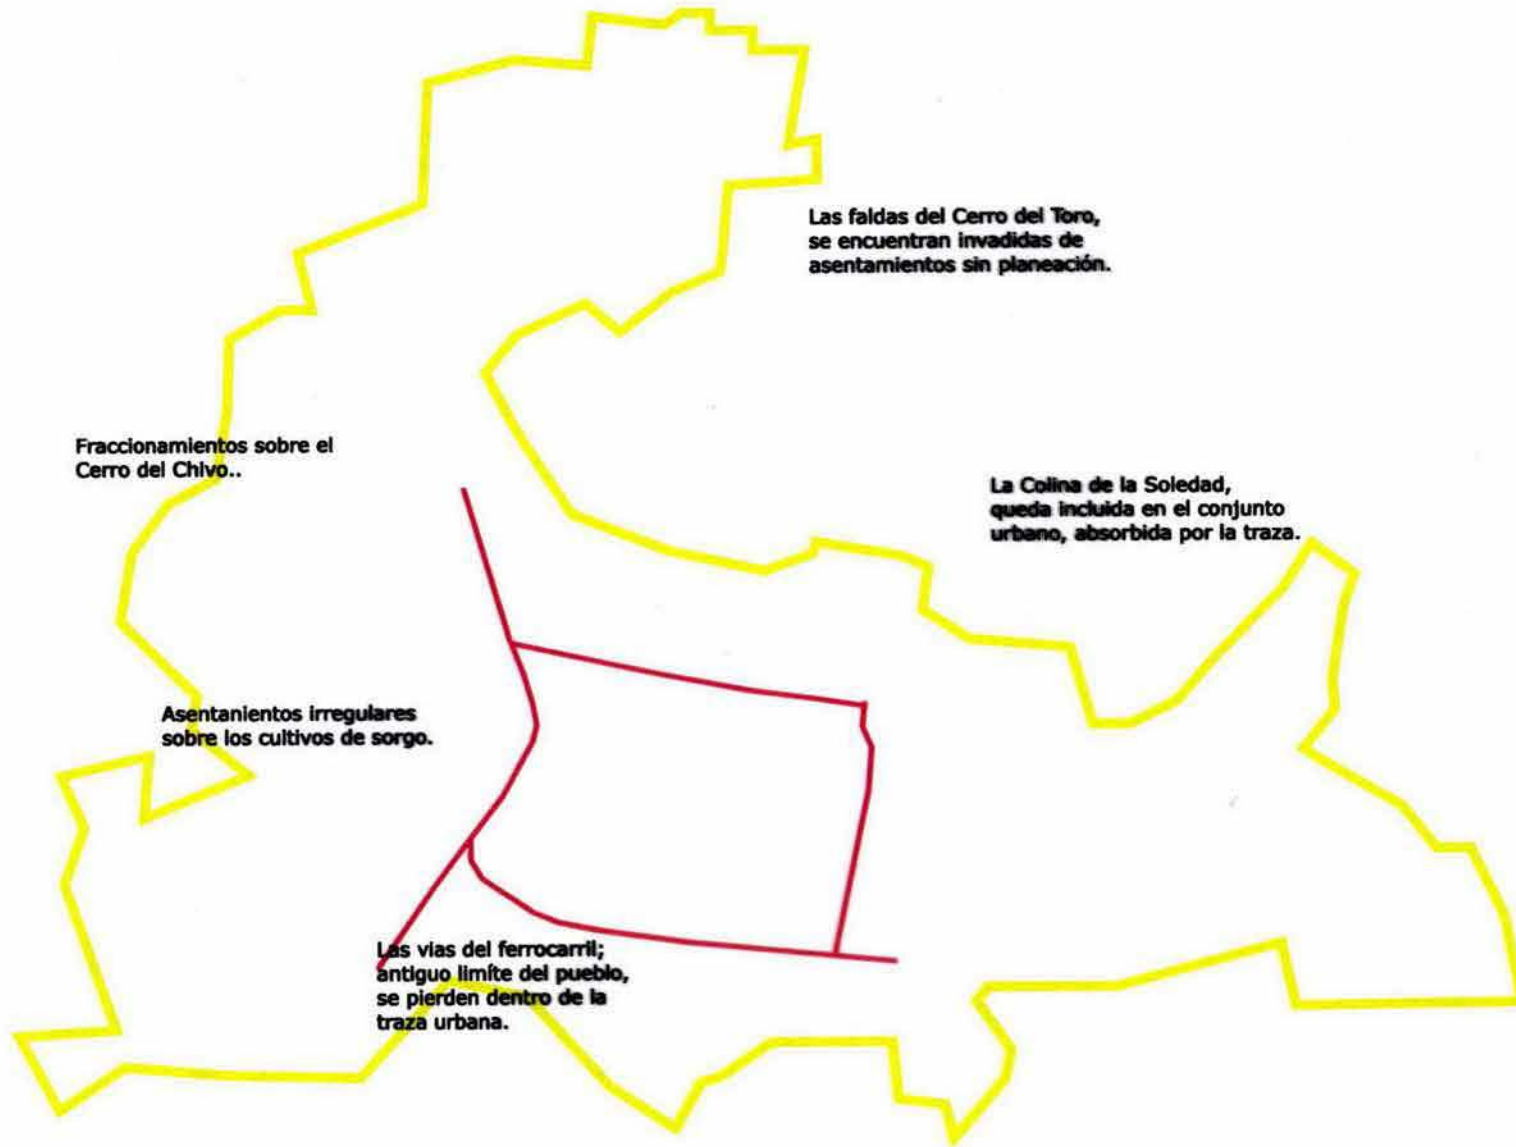 Las faldas del Cerro del Toro,
se encuentran invadidas de
asentamientos sin planeación.
Fraccionamientos sobre el
Cerro del Chivo..
La Colina de la Soledad,
queda incluida en el conjunto
urbano, absorbida por la traza.
Asentanientos irregulares
sobre los cultivos de sorgo.
Las vias del ferrocarril;
antiguo limíte del pueblo,
se pierden dentro de la
traza urbana.